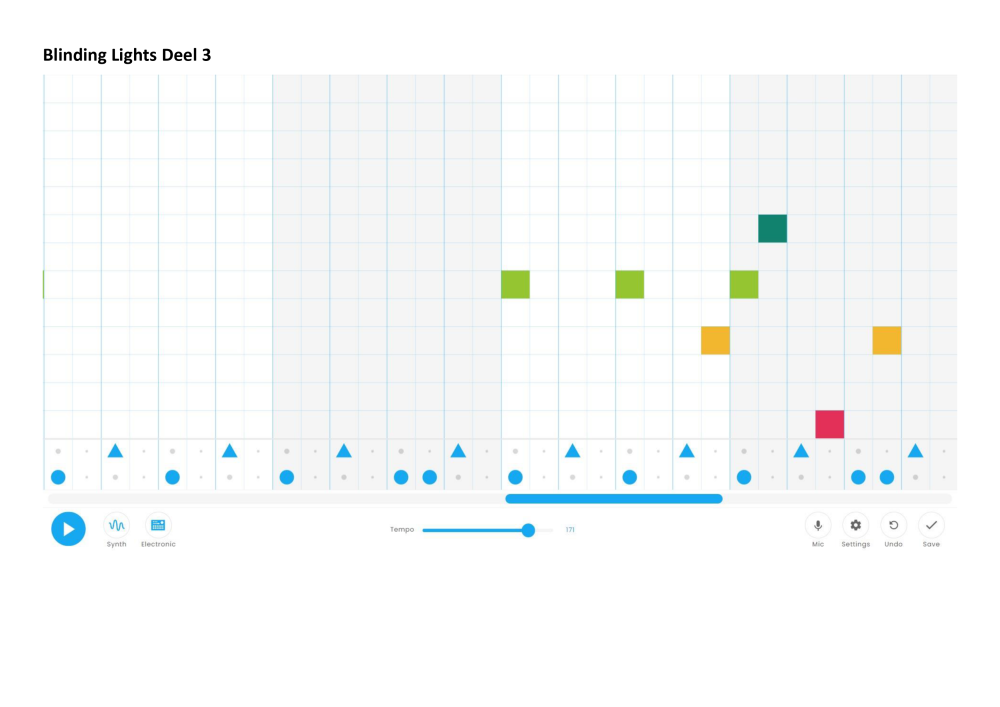 Blinding Lights Deel 3
Tempo 171
Synth Electronic Mic Settings Undo Save